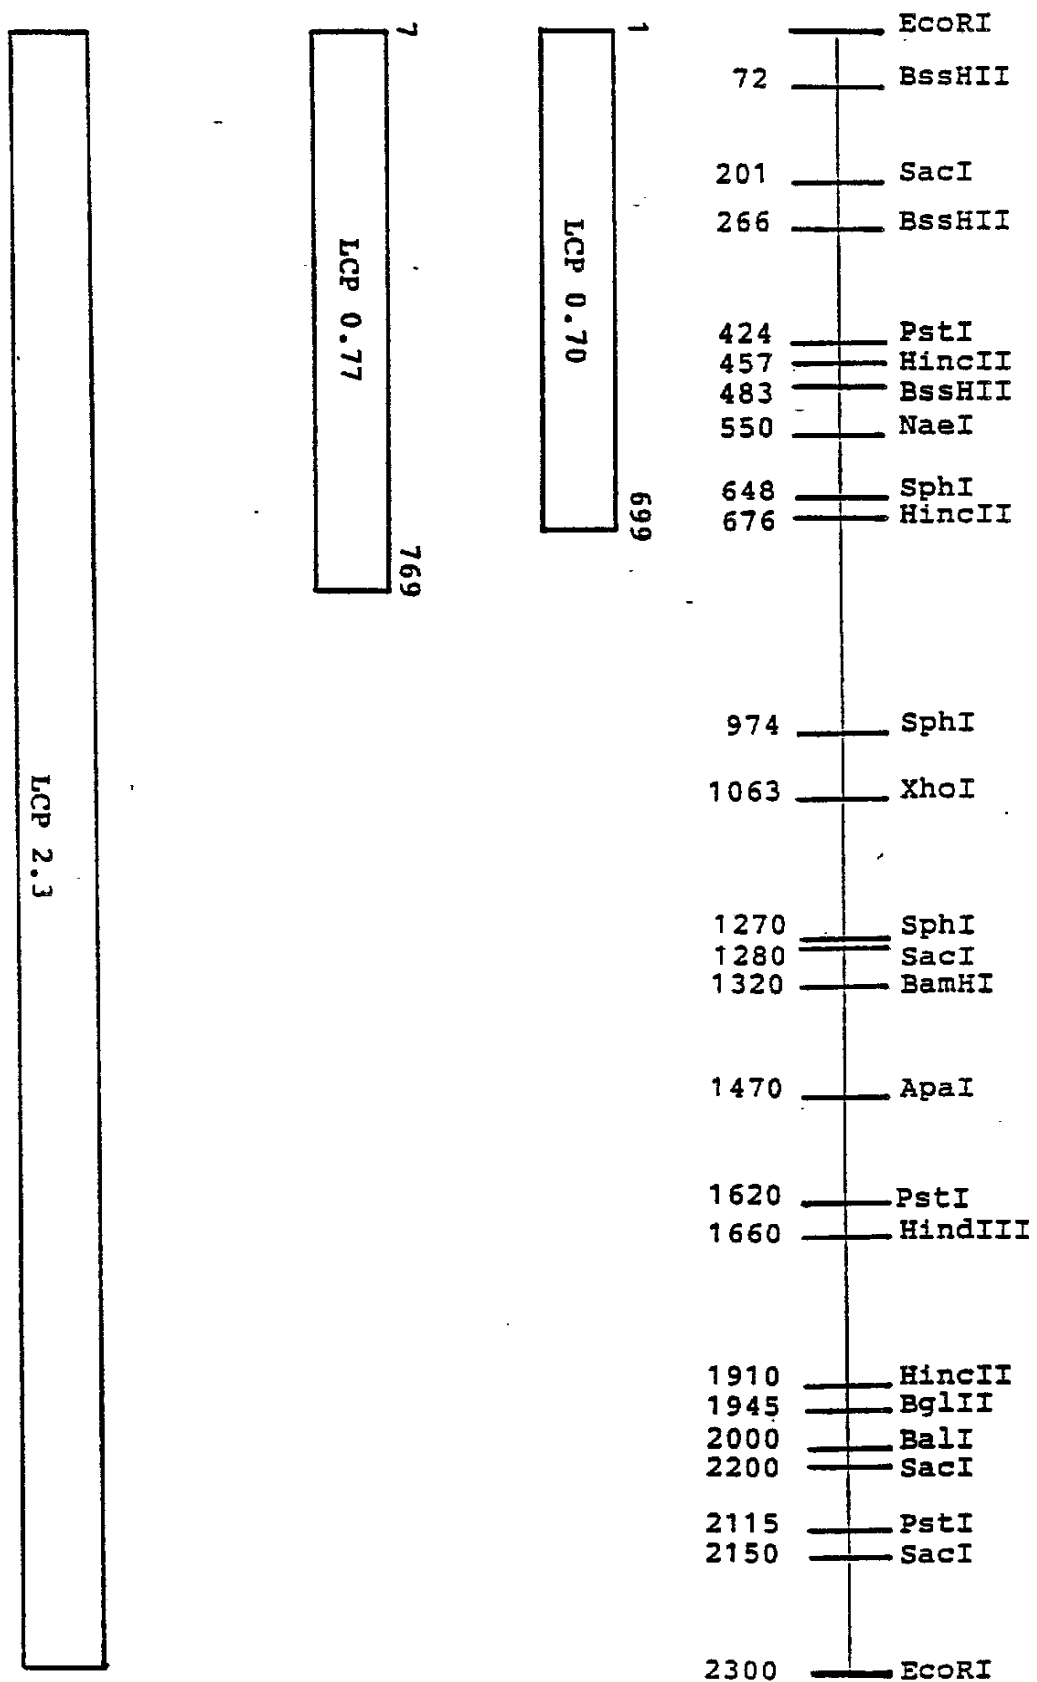 EcoRI
72 BssHII
201 SacI
266 BssHII
424 PstI
457 HincII
483 BssHII
550 NaeI
648 SphI
676 HincII
974 SphI
1063 XhoI
1270 SphI
1280 SacI
1320 BamHI
1470 ApaI
1620 PstI
1660 HindIII
1910 HincII
1945 BglII
2000 BalI
2200 SacI
2115 PstI
2150 SacI
2300 EcoRI
1
LCP 0.70
699
7
LCP 0.77
769
LCP 2.3